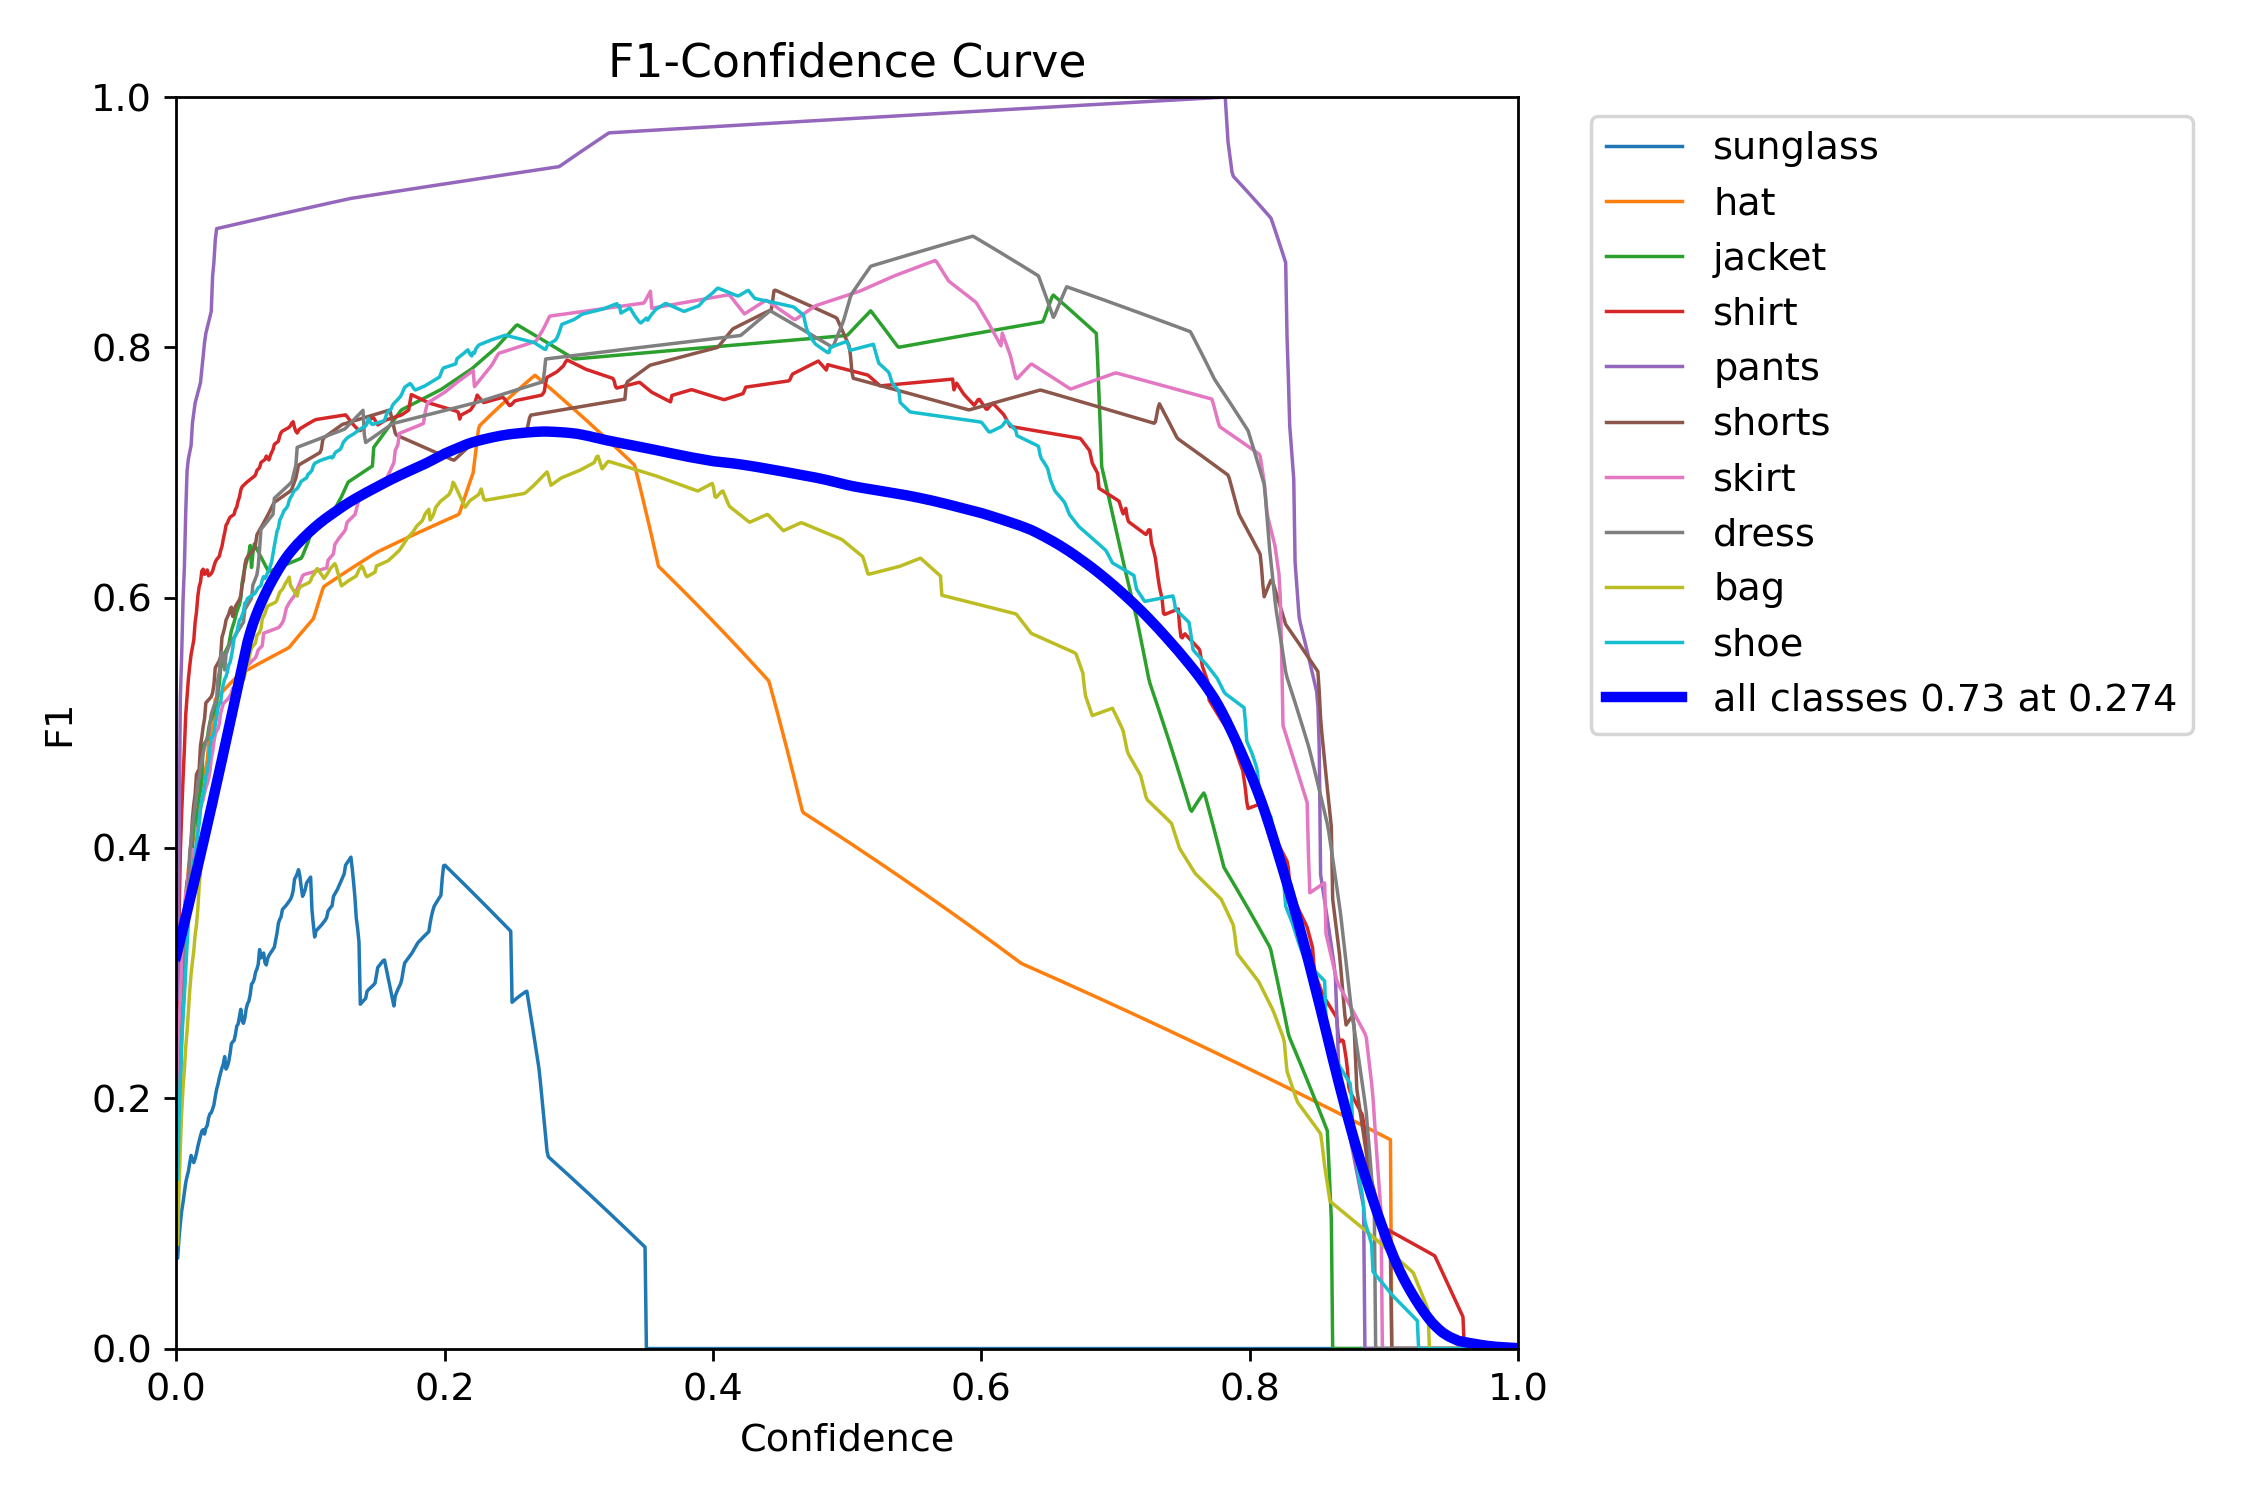 F1-Confidence Curve
1.0
0.8
0.6
0.4
0.2
0.0
F1
0.0 0.2 0.4 0.6 0.8 1.0
Confidence
sunglass
hat
jacket
shirt
pants
shorts
skirt
dress
bag
shoe
all classes 0.73 at 0.274